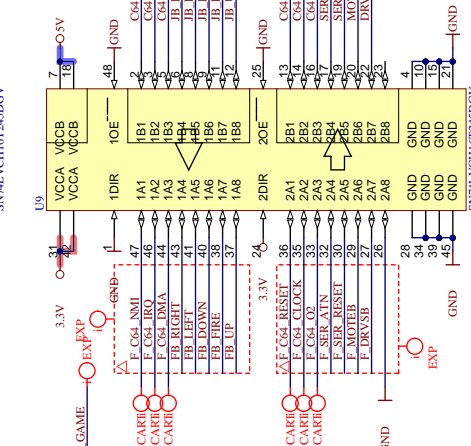 5V
GND
GND
GND
7
18
48
2
3
5
6
8
9
11
12
25
13
14
16
17
19
20
22
23
4
10
15
21
VCCB
VCCB
1OE
1B1
1B2
1B3
1B4
1B5
1B6
1B7
1B8
2OE
2B1
2B2
2B3
2B4
2B5
2B6
2B7
2B8
GND
GND
GND
GND
U9
VCCA
VCCA
1DIR
1A1
1A2
1A3
1A4
1A5
1A6
1A7
1A8
2DIR
2A1
2A2
2A3
2A4
2A5
2A6
2A7
2A8
GND
GND
GND
GND
31
42
1
47
46
44
43
41
40
38
37
36
35
33
32
30
29
27
26
28
34
39
45
3.3V
GND
F_C64_NMI
F_C64_IRQ
F_C64_DMA
FB_RIGHT
FB_LEFT
FB_DOWN
FB_FIRE
FB_UP
3.3V
F_C64_RESET
F_C64_CLOCK
F_C64_O2
F_SER_ATN
F_SER_RESET
F_MOTEB
F_DRVSB
GND
GND
EXP
EXP
EXP
GAME